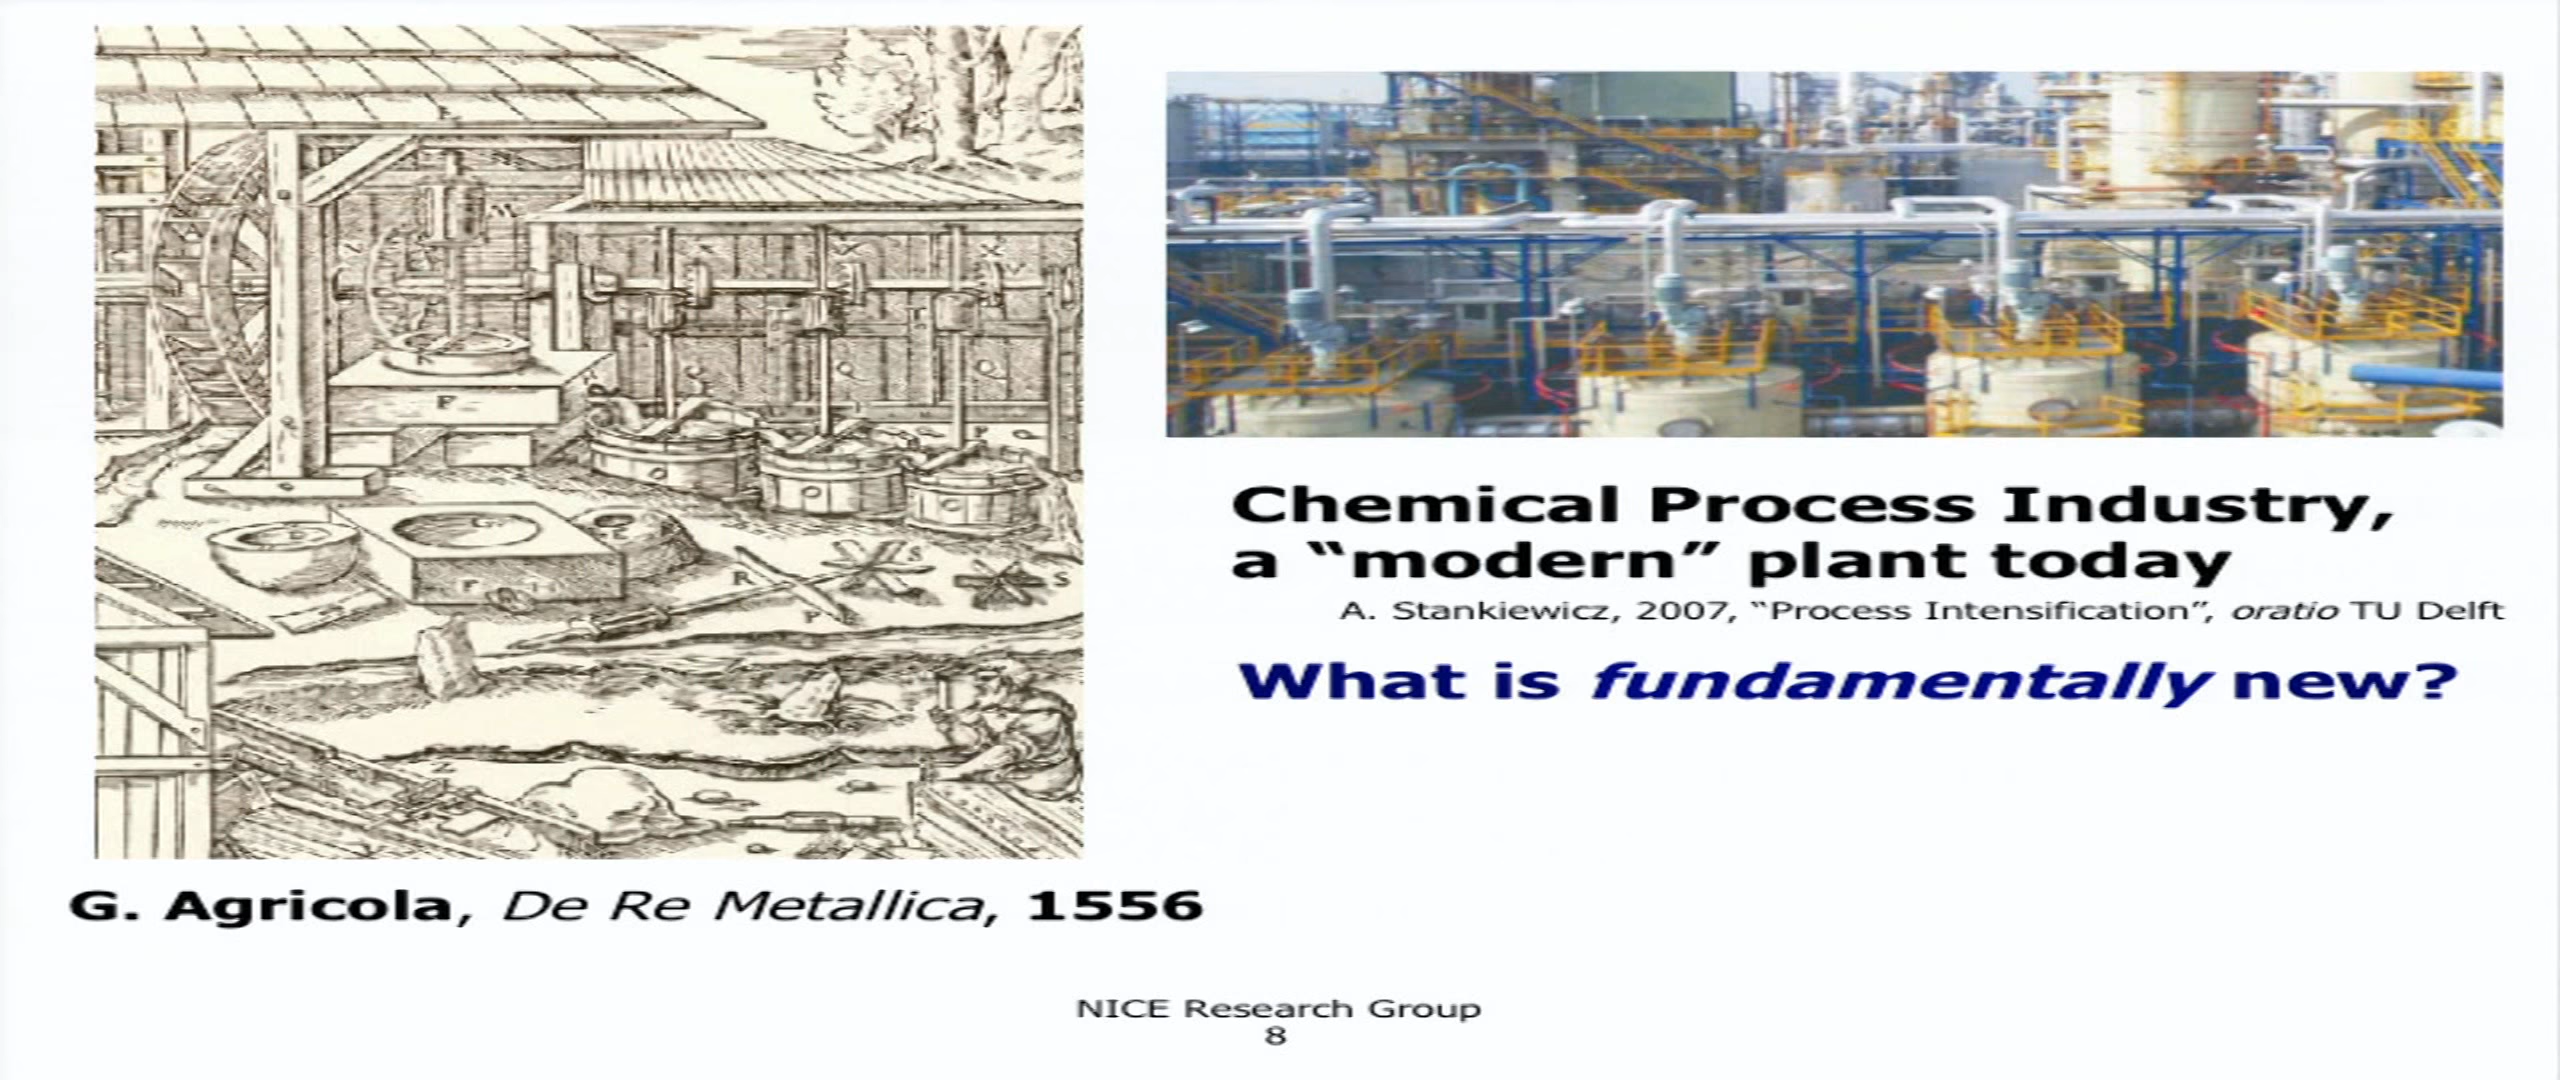 G. Agricola, De Re Metallica, 1556
Chemical Process Industry,
a “modern” plant today
A. Stankiewicz, 2007, “Process Intensification”, oratio TU Delft
What is fundamentally new?
NICE Research Group
8